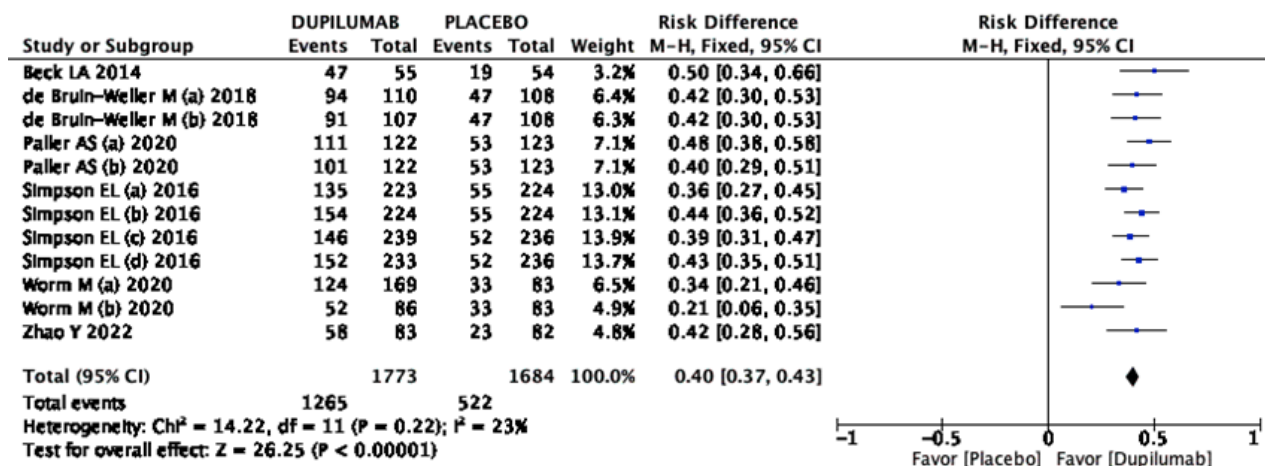 DUPILUMAB PLACEBO Risk Difference Risk Difference
Study or Subgroup Events Total Events Total Weight M-H, Fixed, 95% CI M-H, Fixed, 95% CI
Beck LA 2014 47 55 19 54 3.2% 0.50 [0.34, 0.66]
de Bruin-Weller M (a) 2018 94 110 47 108 6.4% 0.42 [0.30, 0.53]
de Bruin-Weller M (b) 2018 91 107 47 108 6.3% 0.42 [0.30, 0.53]
Paller AS (a) 2020 111 122 53 123 7.1% 0.48 [0.38, 0.58]
Paller AS (b) 2020 101 122 53 123 7.1% 0.40 [0.29, 0.51]
Simpson EL (a) 2016 135 223 55 224 13.0% 0.36 [0.27, 0.45]
Simpson EL (b) 2016 154 224 55 224 13.1% 0.44 [0.36, 0.52]
Simpson EL (c) 2016 146 239 52 236 13.9% 0.39 [0.31, 0.47]
Simpson EL (d) 2016 152 233 52 236 13.7% 0.43 [0.35, 0.51]
Worm M (a) 2020 124 169 33 83 6.5% 0.34 [0.21, 0.46]
Worm M (b) 2020 52 86 33 83 4.9% 0.21 [0.06, 0.35]
Zhao Y 2022 58 83 23 82 4.8% 0.42 [0.28, 0.56]
Total (95% CI) 1773 1684 100.0% 0.40 [0.37, 0.43]
Total events 1265 522
Heterogeneity: Chi² = 14.22, df = 11 (P = 0.22); I² = 23%
Test for overall effect: Z = 26.25 (P < 0.00001)
-1 -0.5 0 0.5 1
Favor [Placebo] Favor [Dupilumab]